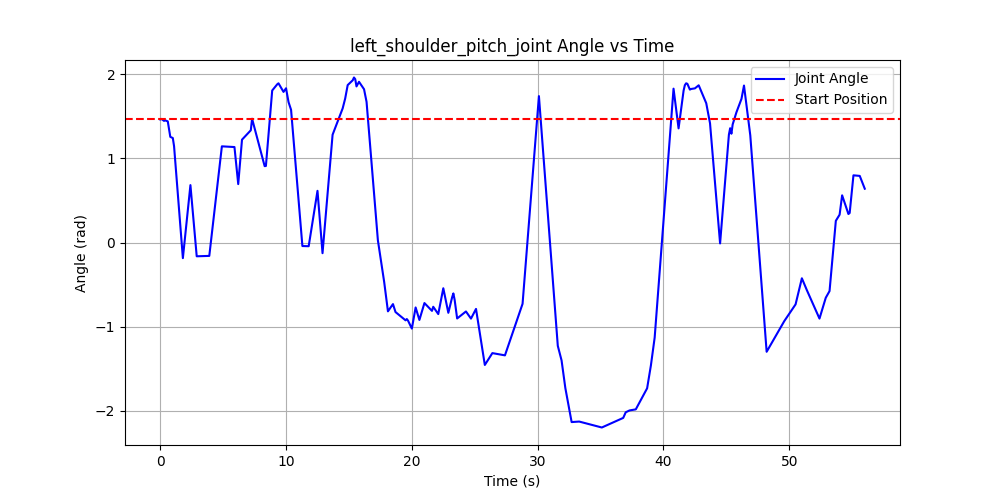 left_shoulder_pitch_joint Angle vs Time
Joint Angle
Start Position
Angle (rad)
2
1
0
−1
−2
0 10 20 30 40 50
Time (s)